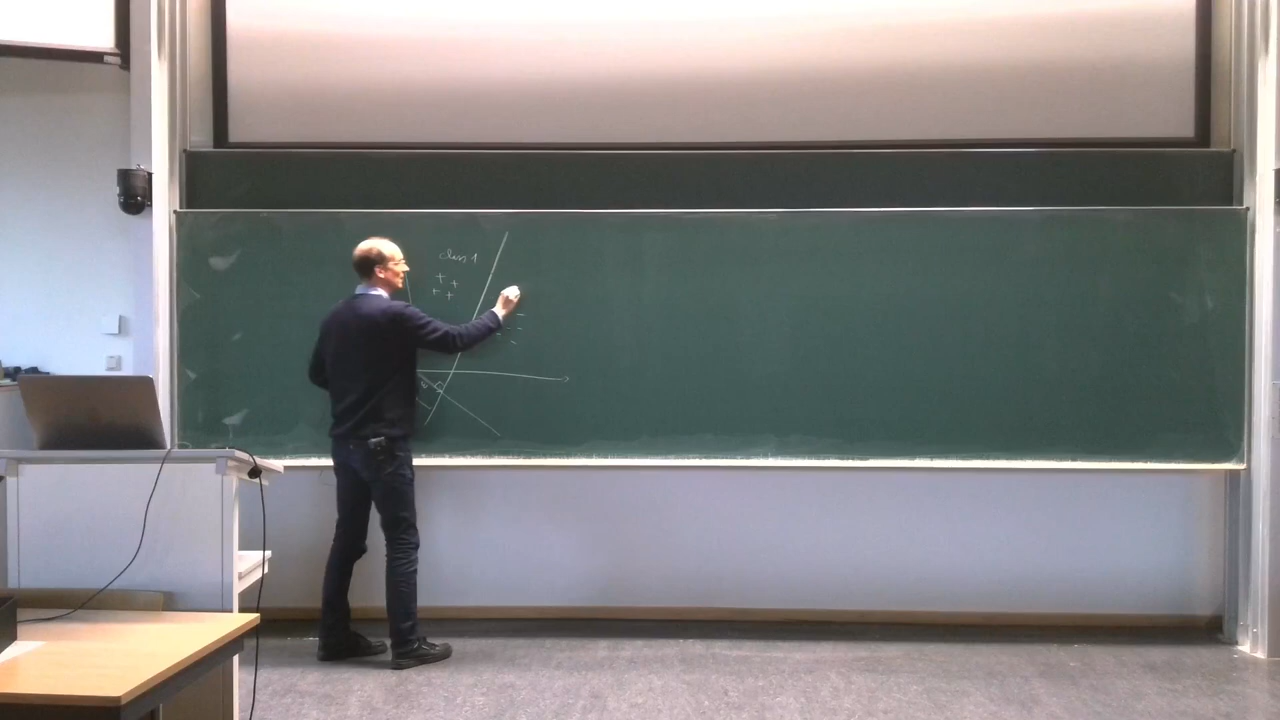 class 1
+ +
+ +